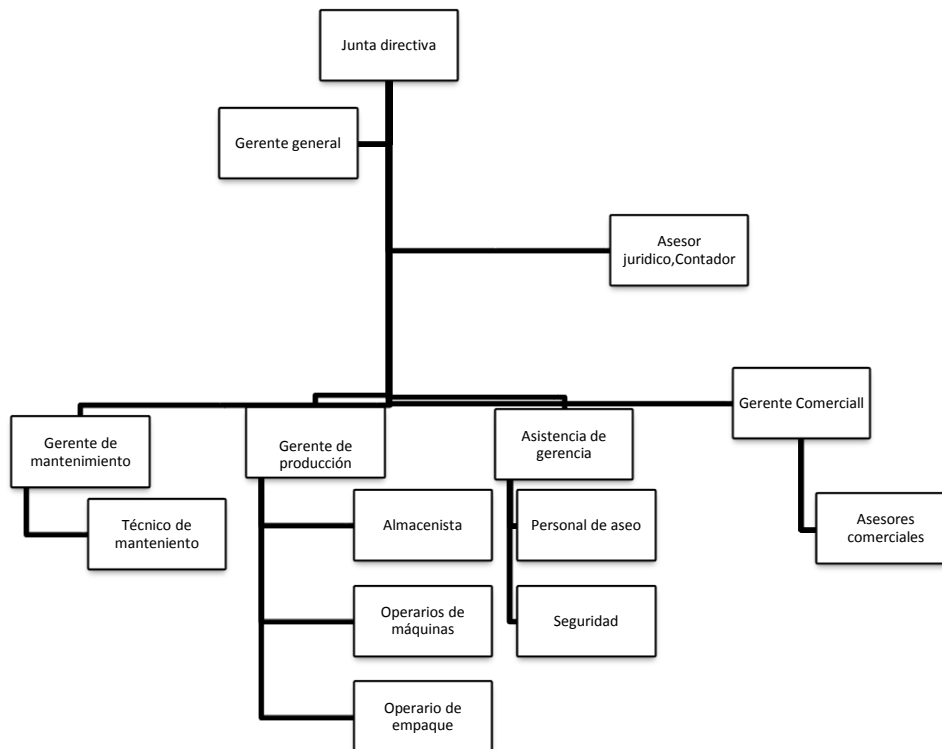 Junta directiva
Gerente general
Asesor
juridico,Contador
Gerente Comerciall
Gerente de
mantenimiento
Gerente de
producción
Asistencia de
gerencia
Técnico de
manteniento
Almacenista
Personal de aseo
Asesores
comerciales
Operarios de
máquinas
Seguridad
Operario de
empaque